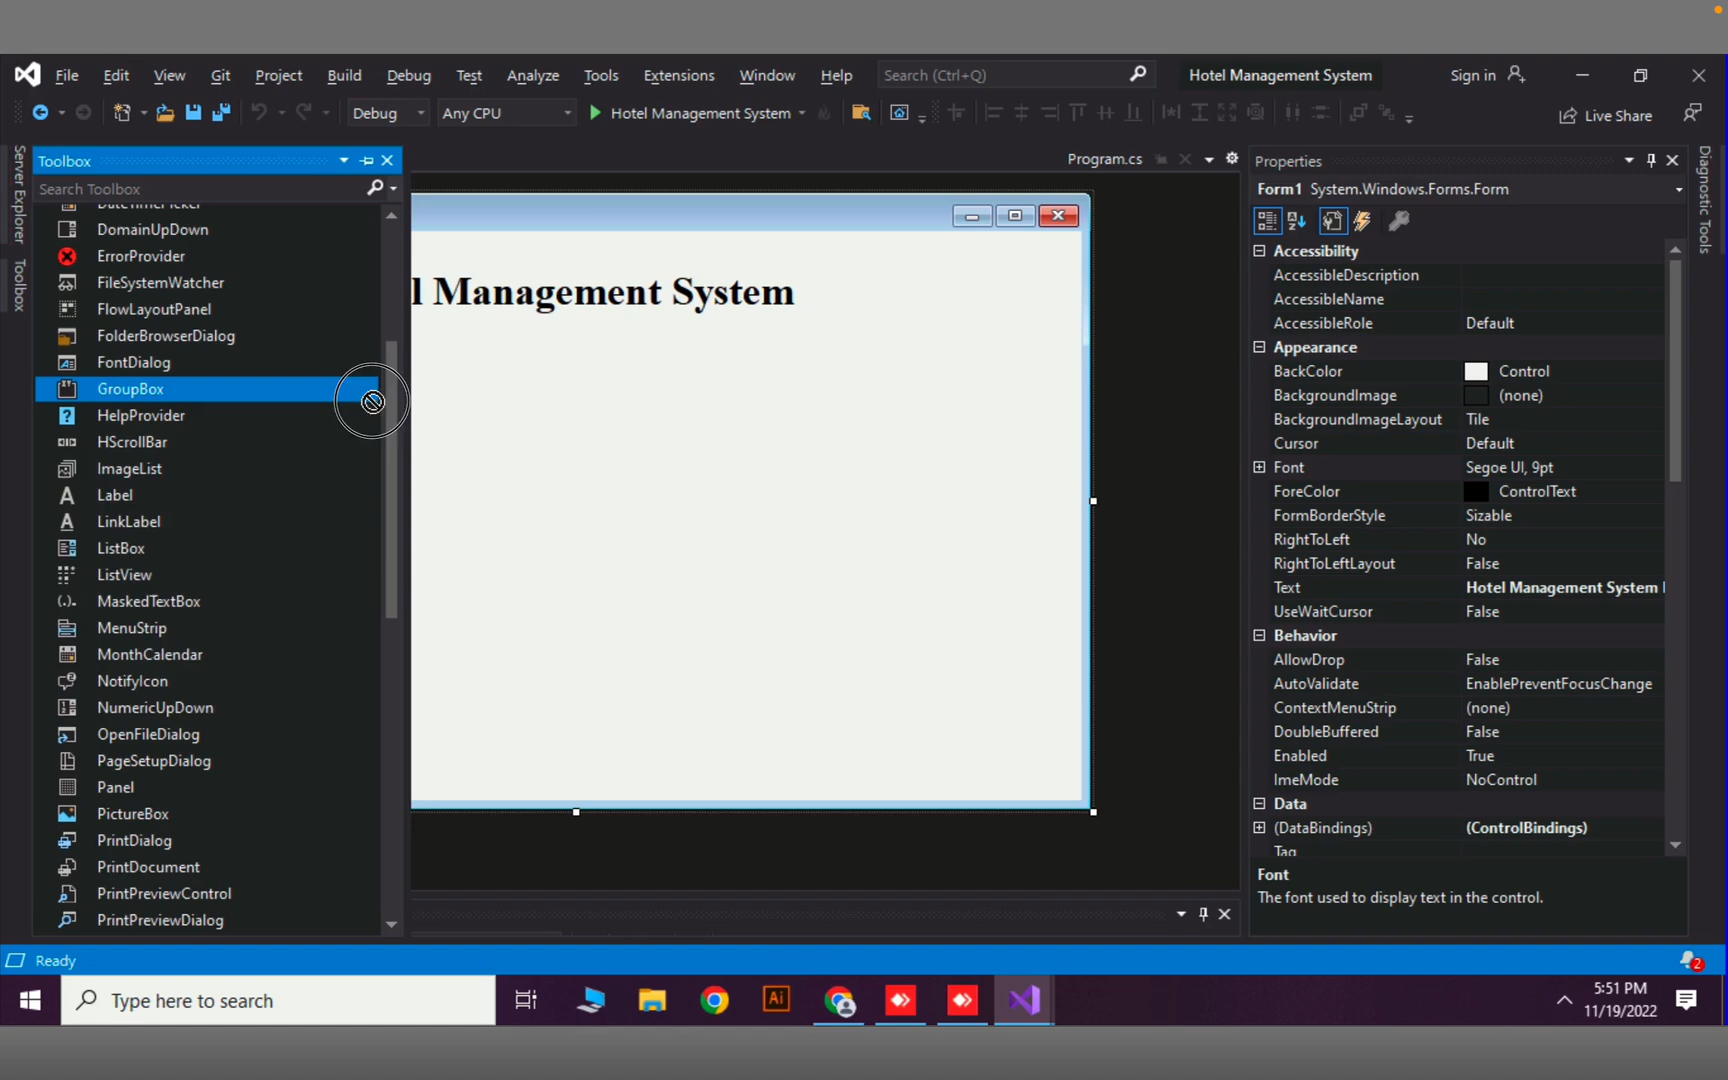 File Edit View Git Project Build Debug Test Analyze Tools Extensions Window Help Search (Ctrl+Q) Hotel Management System Sign in
Debug Any CPU Hotel Management System Live Share
Server Explorer
Toolbox
Toolbox
Search Toolbox
DateTimePicker
DomainUpDown
ErrorProvider
FileSystemWatcher
FlowLayoutPanel
FolderBrowserDialog
FontDialog
GroupBox
HelpProvider
HScrollBar
ImageList
Label
LinkLabel
ListBox
ListView
MaskedTextBox
MenuStrip
MonthCalendar
NotifyIcon
NumericUpDown
OpenFileDialog
PageSetupDialog
Panel
PictureBox
PrintDialog
PrintDocument
PrintPreviewControl
PrintPreviewDialog
Program.cs
l Management System
Properties
Form1 System.Windows.Forms.Form
Accessibility
AccessibleDescription
AccessibleName
AccessibleRole Default
Appearance
BackColor Control
BackgroundImage (none)
BackgroundImageLayout Tile
Cursor Default
Font Segoe UI, 9pt
ForeColor ControlText
FormBorderStyle Sizable
RightToLeft No
RightToLeftLayout False
Text Hotel Management System
UseWaitCursor False
Behavior
AllowDrop False
AutoValidate EnablePreventFocusChange
ContextMenuStrip (none)
DoubleBuffered False
Enabled True
ImeMode NoControl
Data
(DataBindings) (ControlBindings)
Tag
Font
The font used to display text in the control.
Diagnostic Tools
Ready 2
Type here to search
Ai
5:51 PM
11/19/2022